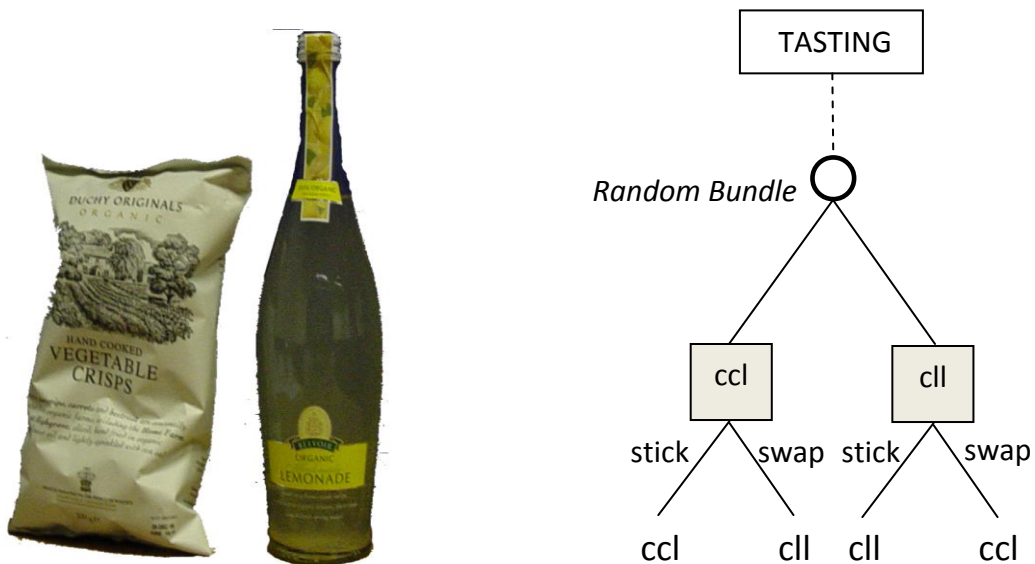 DUCHY ORIGINALS
ORGANIC
HAND COOKED
VEGETABLE
CRISPS
BELVOIR
ORGANIC
LEMONADE
TASTING
Random Bundle
ccl
cll
stick
swap
stick
swap
ccl
cll
cll
ccl